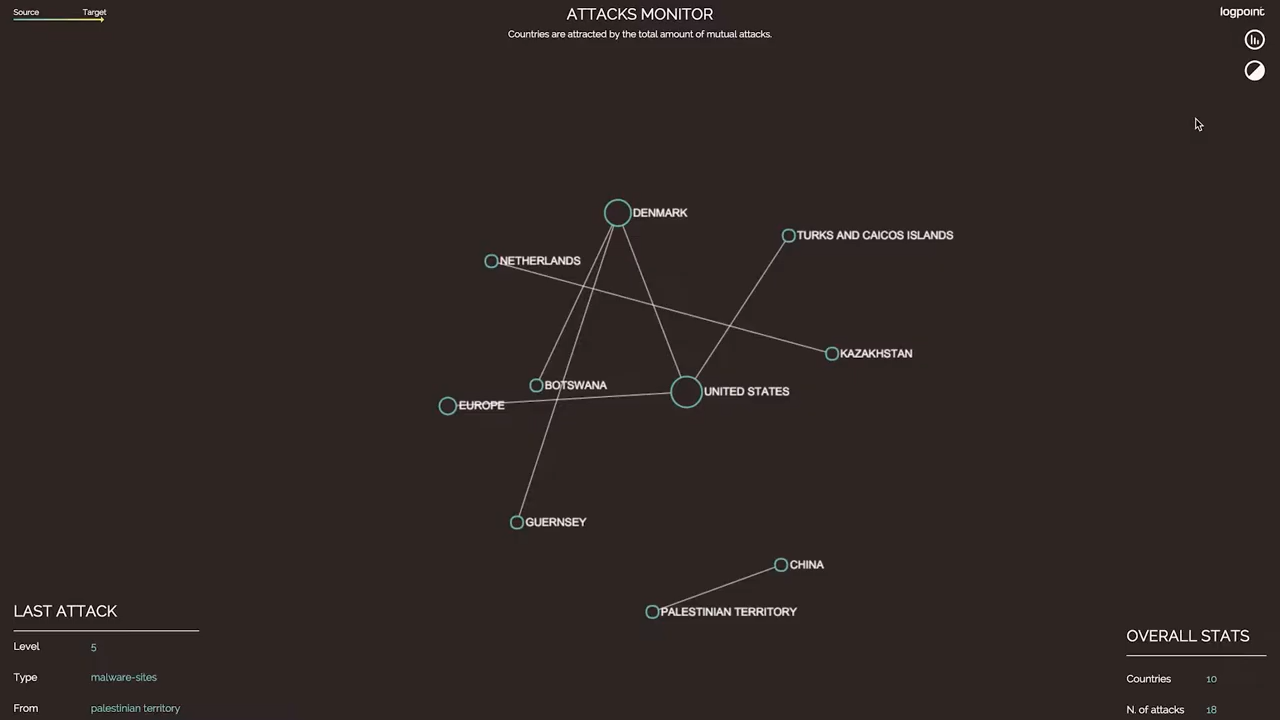 Source Target
ATTACKS MONITOR
logpoint
Countries are attracted by the total amount of mutual attacks.
DENMARK
TURKS AND CAICOS ISLANDS
NETHERLANDS
KAZAKHSTAN
BOTSWANA
UNITED STATES
EUROPE
GUERNSEY
CHINA
PALESTINIAN TERRITORY
LAST ATTACK
Level 5
Type malware-sites
From palestinian territory
OVERALL STATS
Countries 10
N. of attacks 18